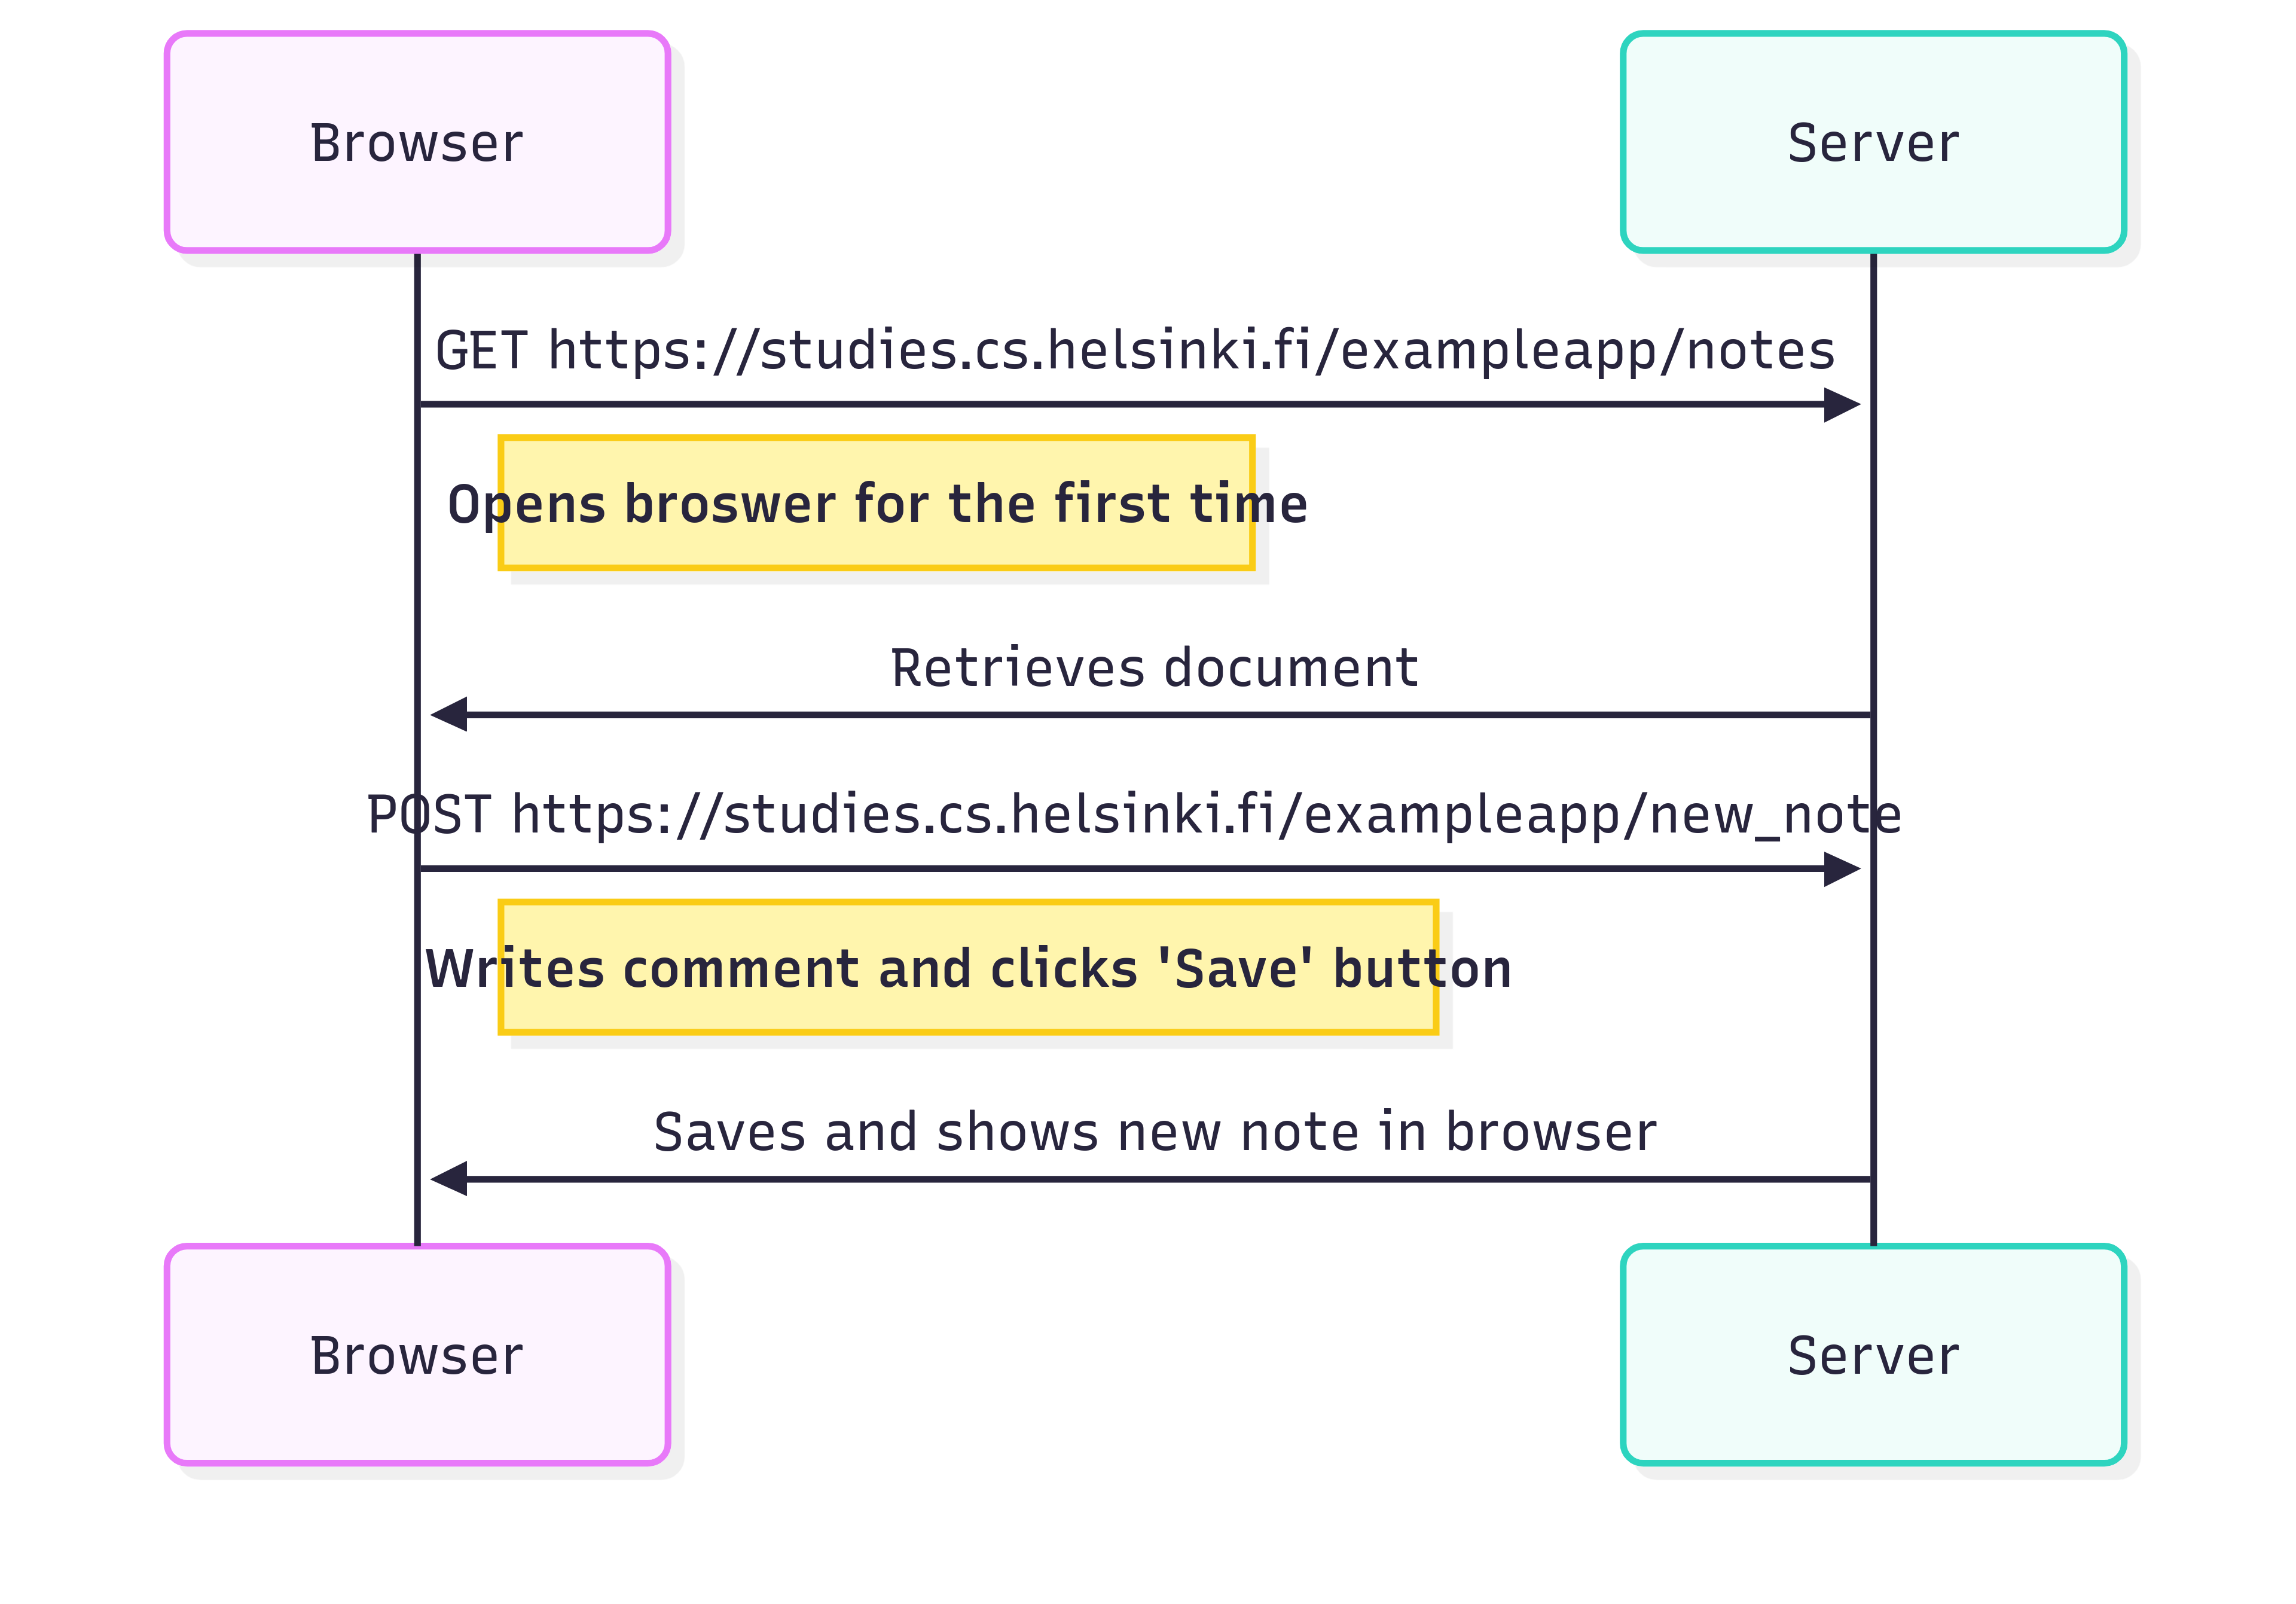 Browser
Server
GET https://studies.cs.helsinki.fi/exampleapp/notes
Opens broswer for the first time
Retrieves document
POST https://studies.cs.helsinki.fi/exampleapp/new_note
Writes comment and clicks 'Save' button
Saves and shows new note in browser
Browser
Server